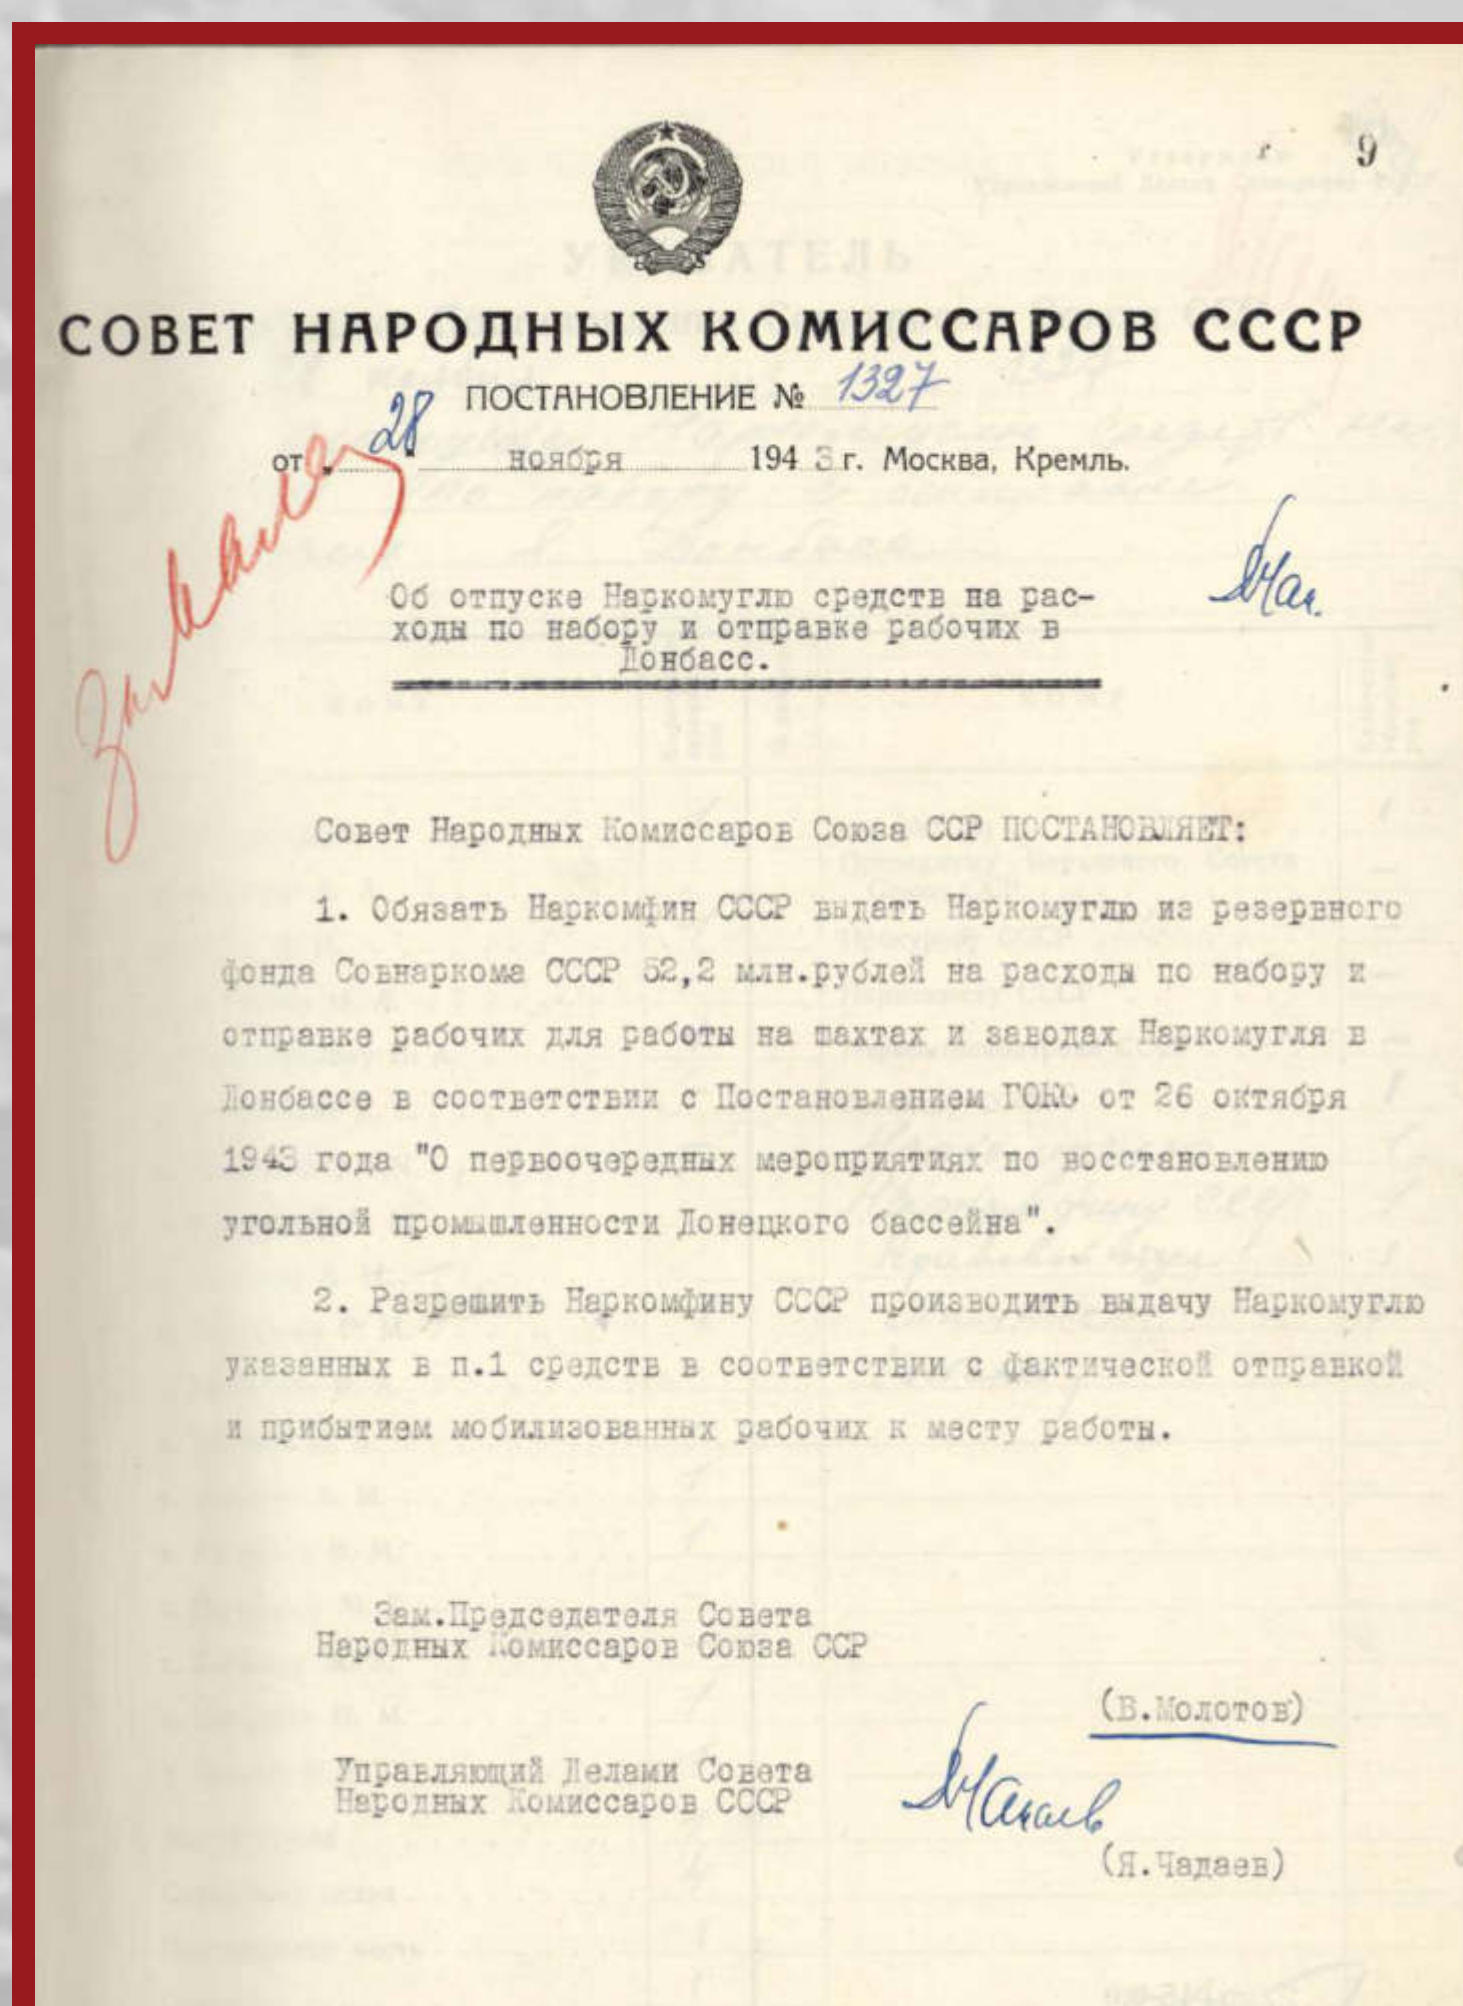 9
СОВЕТ НАРОДНЫХ КОМИССАРОВ СССР
ПОСТАНОВЛЕНИЕ № 1327
от „28“ ноября 1943 г. Москва, Кремль.
Об отпуске Наркомуглю средств на рас-
ходы по набору и отправке рабочих в
Донбасс.
Совет Народных Комиссаров Союза ССР ПОСТАНОВЛЯЕТ:
1. Обязать Наркомфин СССР выдать Наркомуглю из резервного
фонда Совнаркома СССР 52,2 млн.рублей на расходы по набору и
отправке рабочих для работы на шахтах и заводах Наркомугля в
Донбассе в соответствии с Постановлением ГОКО от 26 октября
1943 года "О первоочередных мероприятиях по восстановлению
угольной промышленности Донецкого бассейна".
2. Разрешить Наркомфину СССР производить выдачу Наркомуглю
указанных в п.1 средств в соответствии с фактической отправкой
и прибытием мобилизованных рабочих к месту работы.
Зам.Председателя Совета
Народных Комиссаров Союза ССР
(В.Молотов)
Управляющий Делами Совета
Народных Комиссаров СССР
(Я.Чадаев)